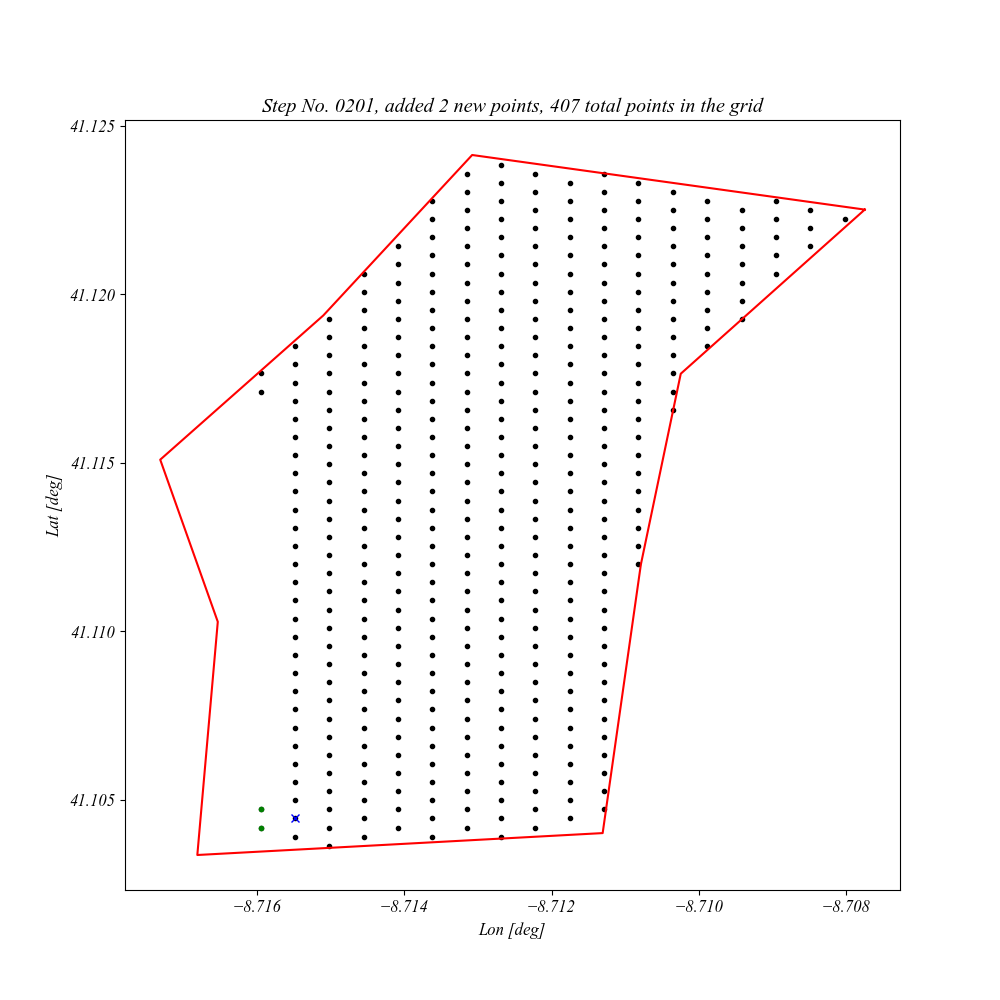 Step No. 0201, added 2 new points, 407 total points in the grid
41.125
41.120
41.115
41.110
41.105
Lat [deg]
−8.716 −8.714 −8.712 −8.710 −8.708
Lon [deg]